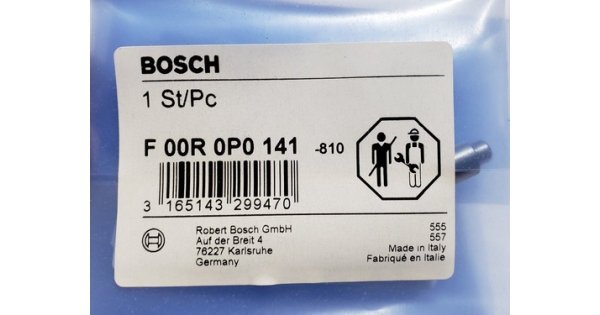 BOSCH
1 St/Pc
F 00R 0P0 141 -810
3 165143 299470
Robert Bosch GmbH
Auf der Breit 4
76227 Karlsruhe
Germany
555
557
Made in Italy
Fabriqué en Italie